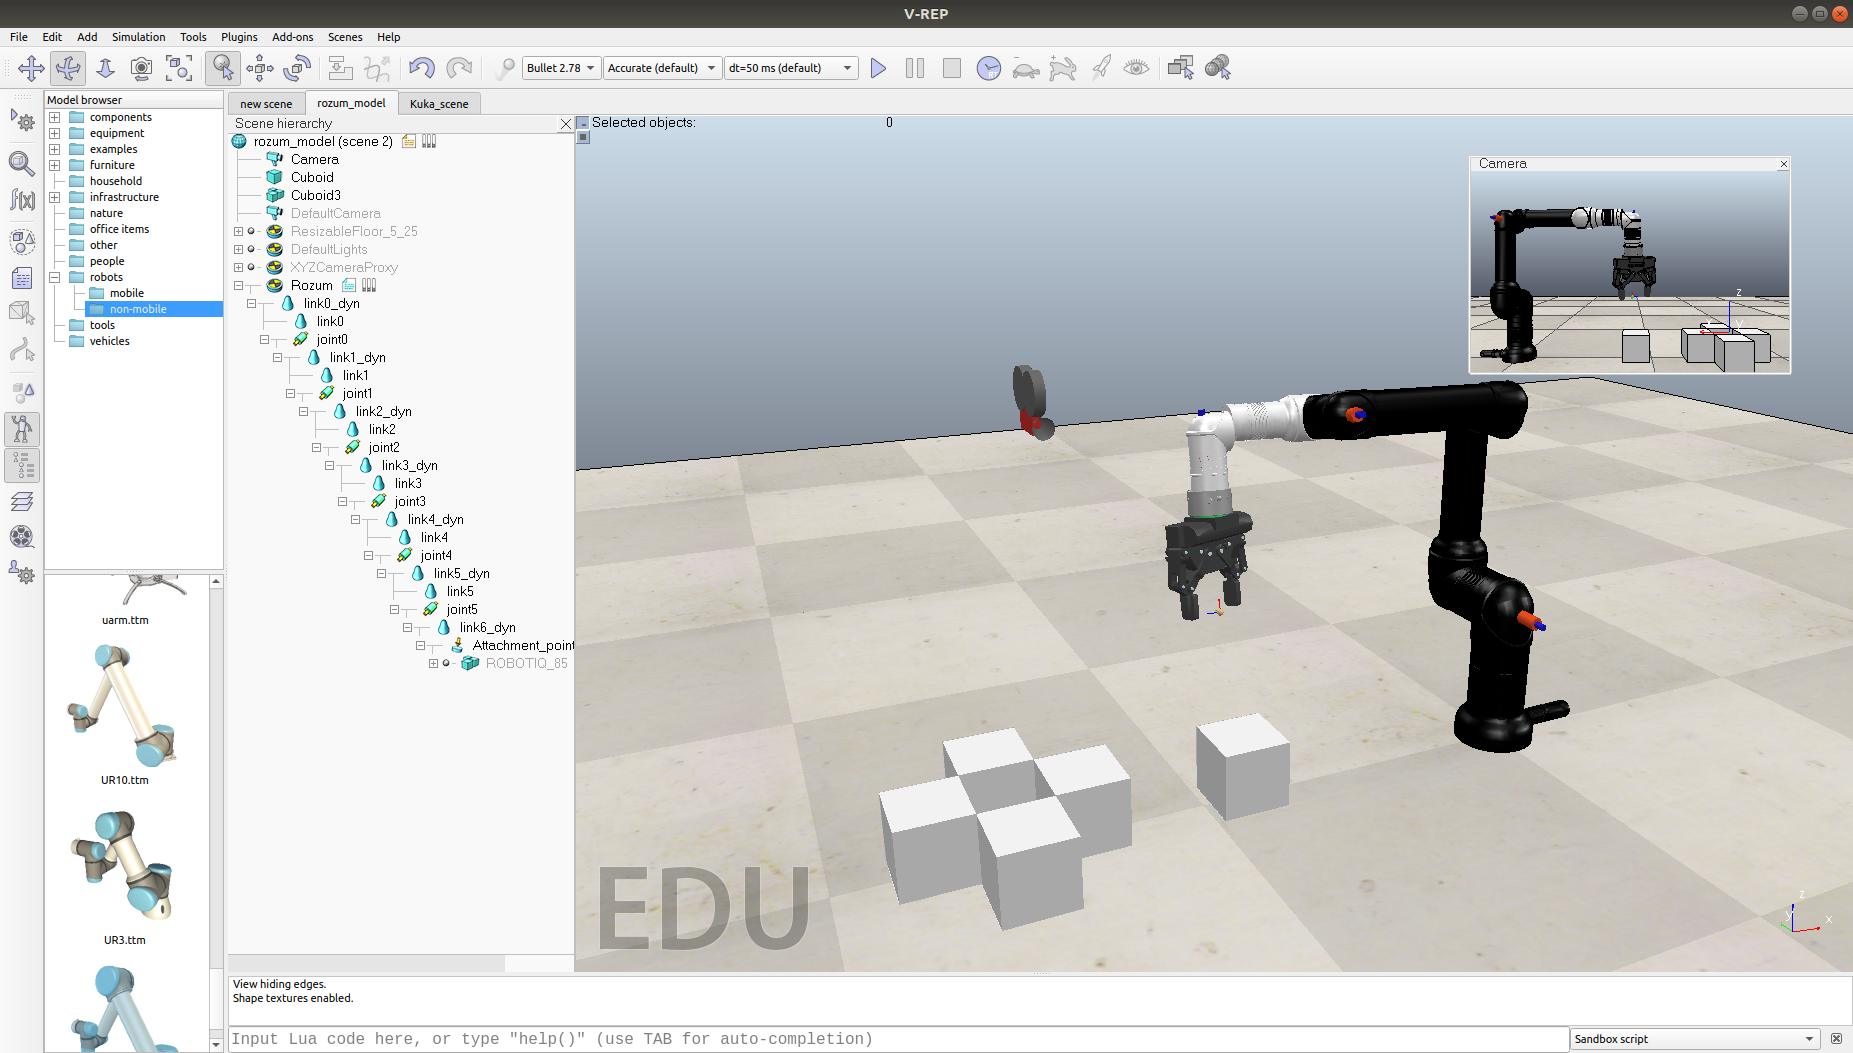 V-REP
File Edit Add Simulation Tools Plugins Add-ons Scenes Help
Bullet 2.78 Accurate (default) dt=50 ms (default)
Model browser
components
equipment
examples
furniture
household
infrastructure
nature
office items
other
people
robots
mobile
non-mobile
tools
vehicles
uarm.ttm
UR10.ttm
UR3.ttm
new scene rozum_model Kuka_scene
Scene hierarchy
rozum_model (scene 2)
Camera
Cuboid
Cuboid3
DefaultCamera
ResizableFloor_5_25
DefaultLights
XYZCameraProxy
Rozum
link0_dyn
link0
joint0
link1_dyn
link1
joint1
link2_dyn
link2
joint2
link3_dyn
link3
joint3
link4_dyn
link4
joint4
link5_dyn
link5
joint5
link6_dyn
Attachment_point
ROBOTIQ_85
Selected objects: 0
Camera
z
EDU
z
y
x
View hiding edges.
Shape textures enabled.
Input Lua code here, or type "help()" (use TAB for auto-completion)
Sandbox script